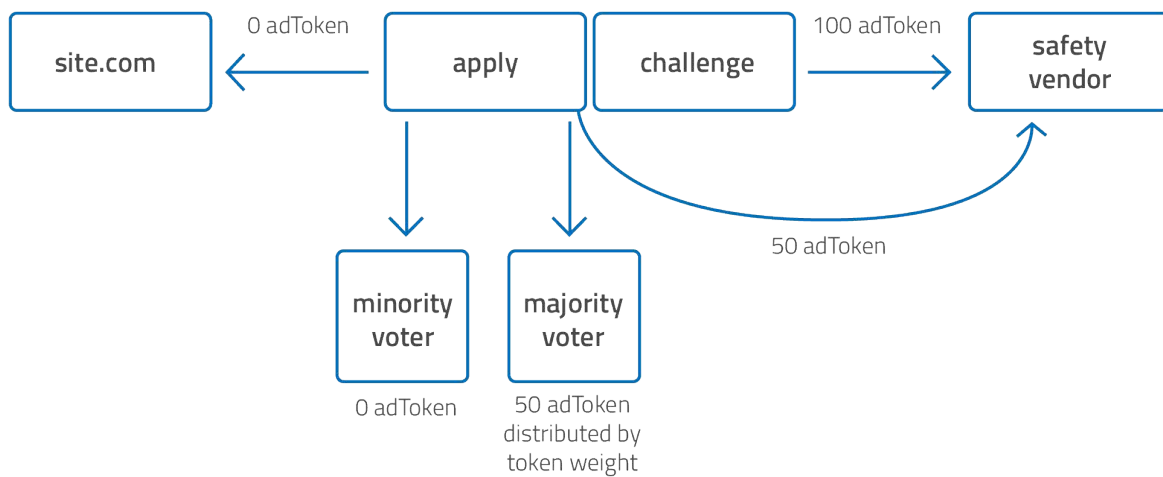 0 adToken
100 adToken
site.com
apply
challenge
safety
vendor
50 adToken
minority
voter
majority
voter
0 adToken
50 adToken
distributed by
token weight